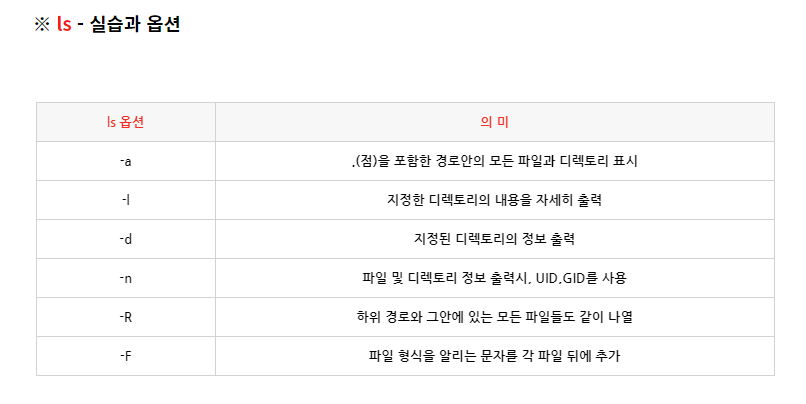 ※ ls - 실습과 옵션
ls 옵션 의 미
-a .(점)을 포함한 경로안의 모든 파일과 디렉토리 표시
-l 지정한 디렉토리의 내용을 자세히 출력
-d 지정된 디렉토리의 정보 출력
-n 파일 및 디렉토리 정보 출력시, UID,GID를 사용
-R 하위 경로와 그안에 있는 모든 파일들도 같이 나열
-F 파일 형식을 알리는 문자를 각 파일 뒤에 추가